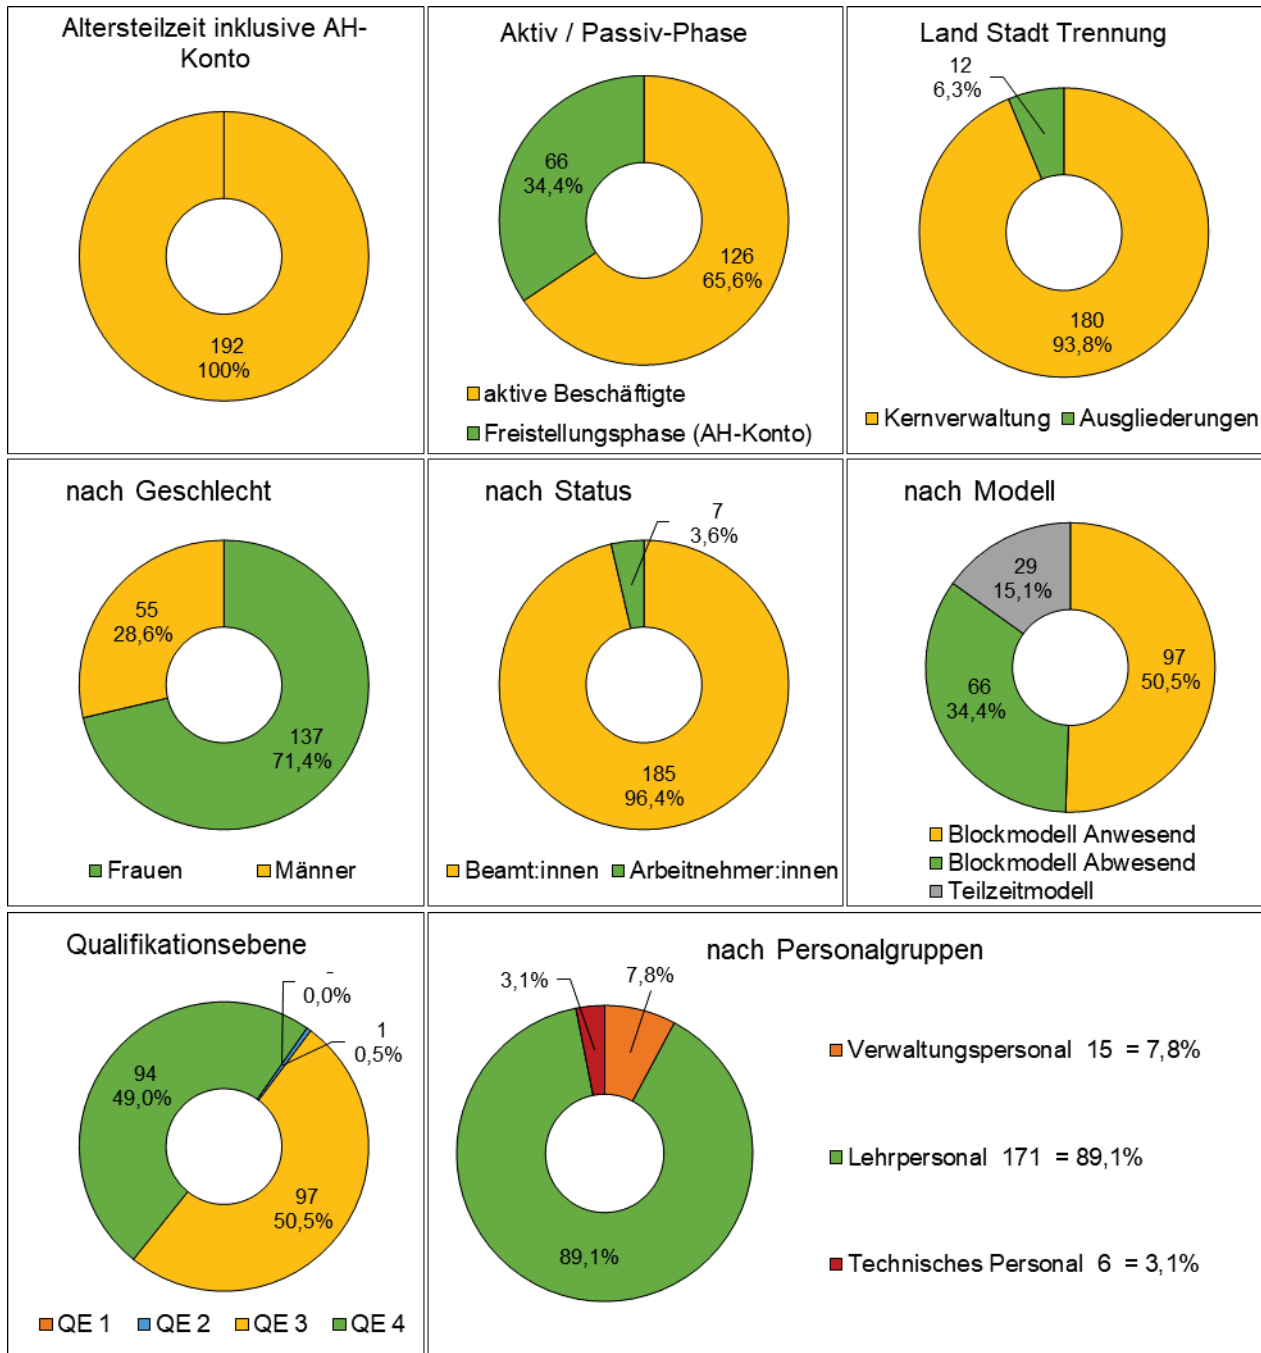 Altersteilzeit inklusive AH-
Konto
192
100%
Aktiv / Passiv-Phase
66
34,4%
126
65,6%
aktive Beschäftigte
Freistellungsphase (AH-Konto)
Land Stadt Trennung
12
6,3%
180
93,8%
Kernverwaltung Ausgliederungen
nach Geschlecht
55
28,6%
137
71,4%
Frauen Männer
nach Status
7
3,6%
185
96,4%
Beamt:innen Arbeitnehmer:innen
nach Modell
29
15,1%
97
50,5%
66
34,4%
Blockmodell Anwesend
Blockmodell Abwesend
Teilzeitmodell
Qualifikationsebene
-
0,0%
1
0,5%
94
49,0%
97
50,5%
QE 1 QE 2 QE 3 QE 4
nach Personalgruppen
3,1%
7,8%
89,1%
Verwaltungspersonal 15 = 7,8%
Lehrpersonal 171 = 89,1%
Technisches Personal 6 = 3,1%